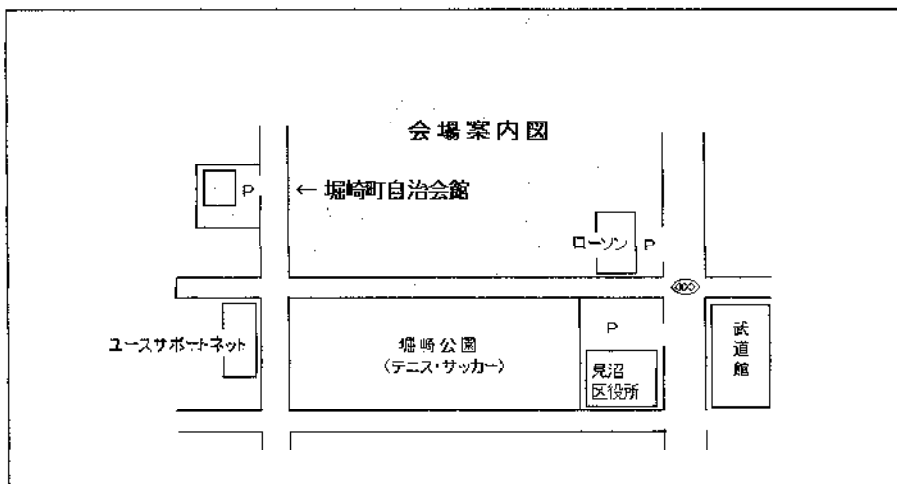 会場案内図
P
← 堀崎町自治会館
ローソン
P
ユースサポートネット
堀崎公園
(テニス・サッカー)
P
見沼
区役所
武道館